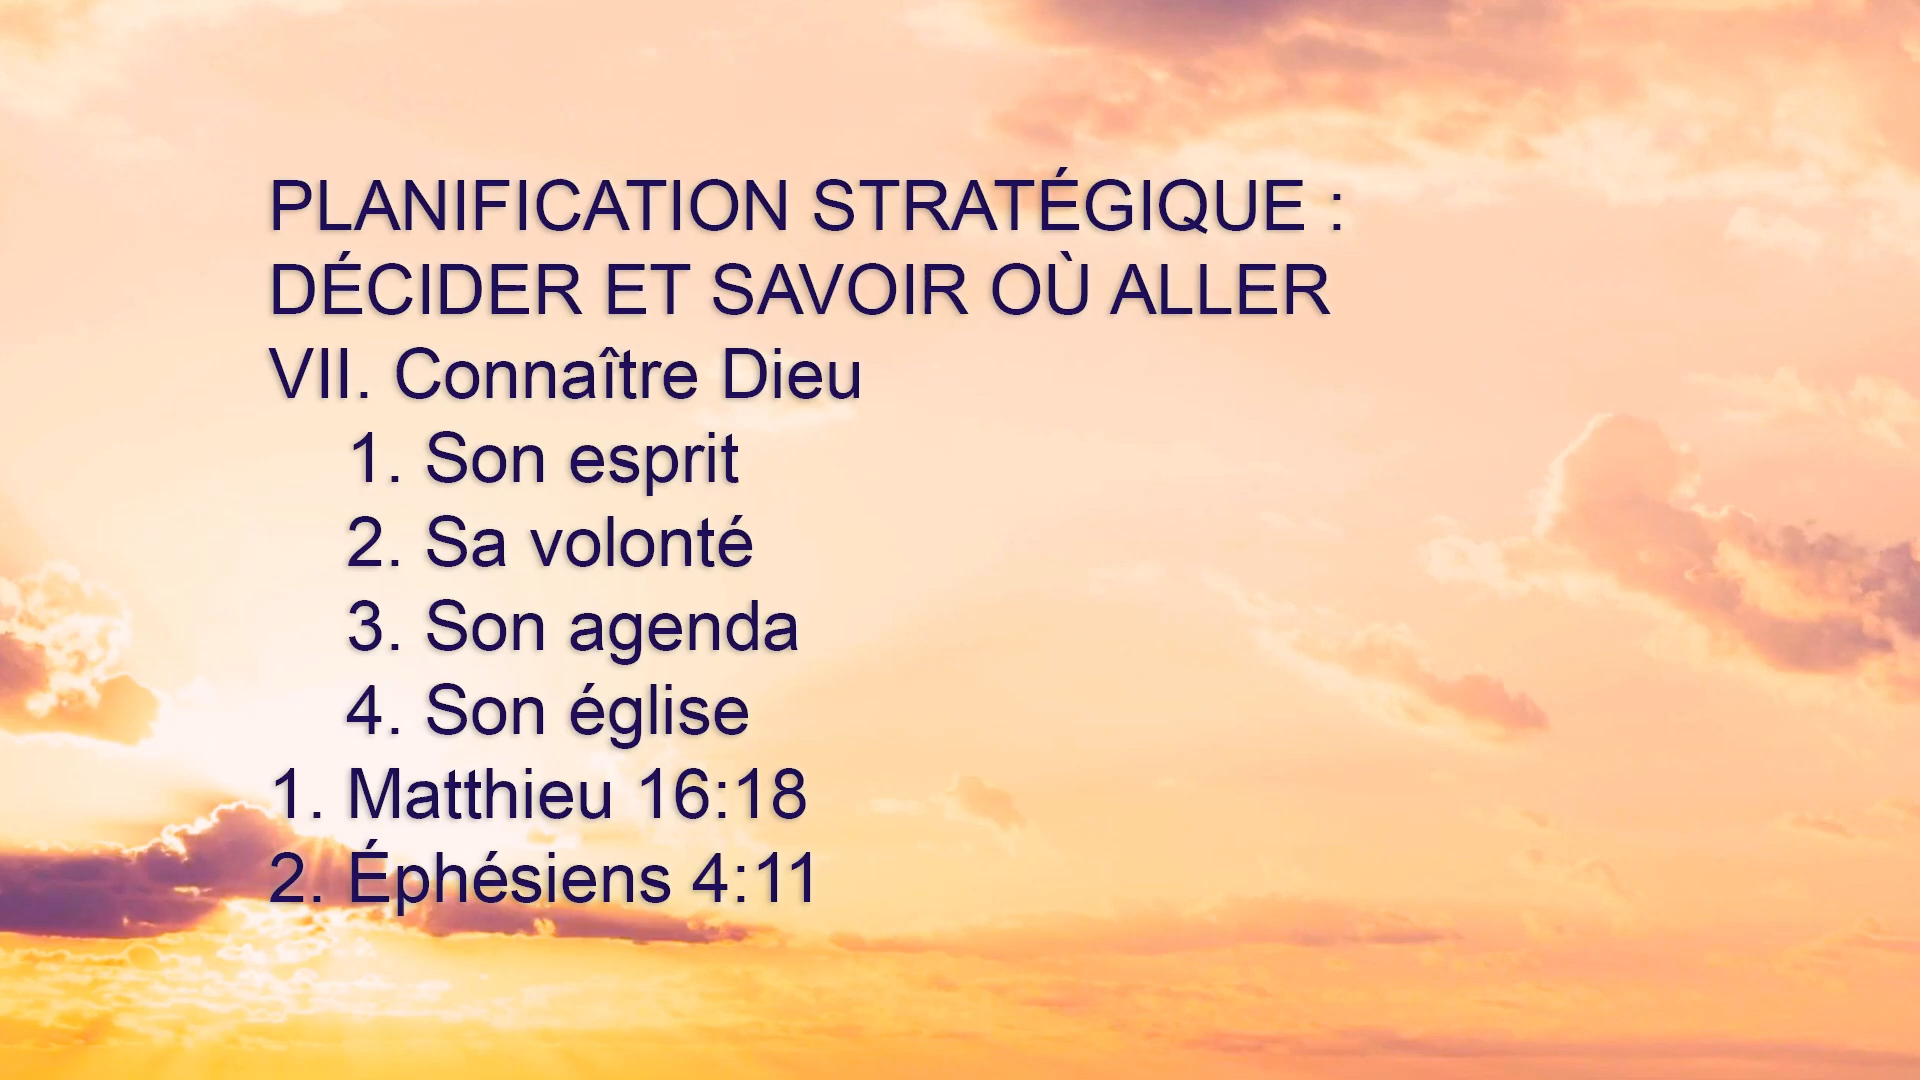 PLANIFICATION STRATÉGIQUE :
DÉCIDER ET SAVOIR OÙ ALLER
VII. Connaître Dieu
1. Son esprit
2. Sa volonté
3. Son agenda
4. Son église
1. Matthieu 16:18
2. Éphésiens 4:11